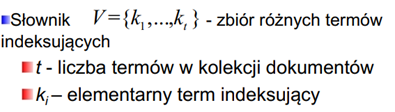 Słownik V={k₁,...,kₜ} - zbiór różnych termów
indeksujących
t - liczba termów w kolekcji dokumentów
kᵢ – elementarny term indeksujący